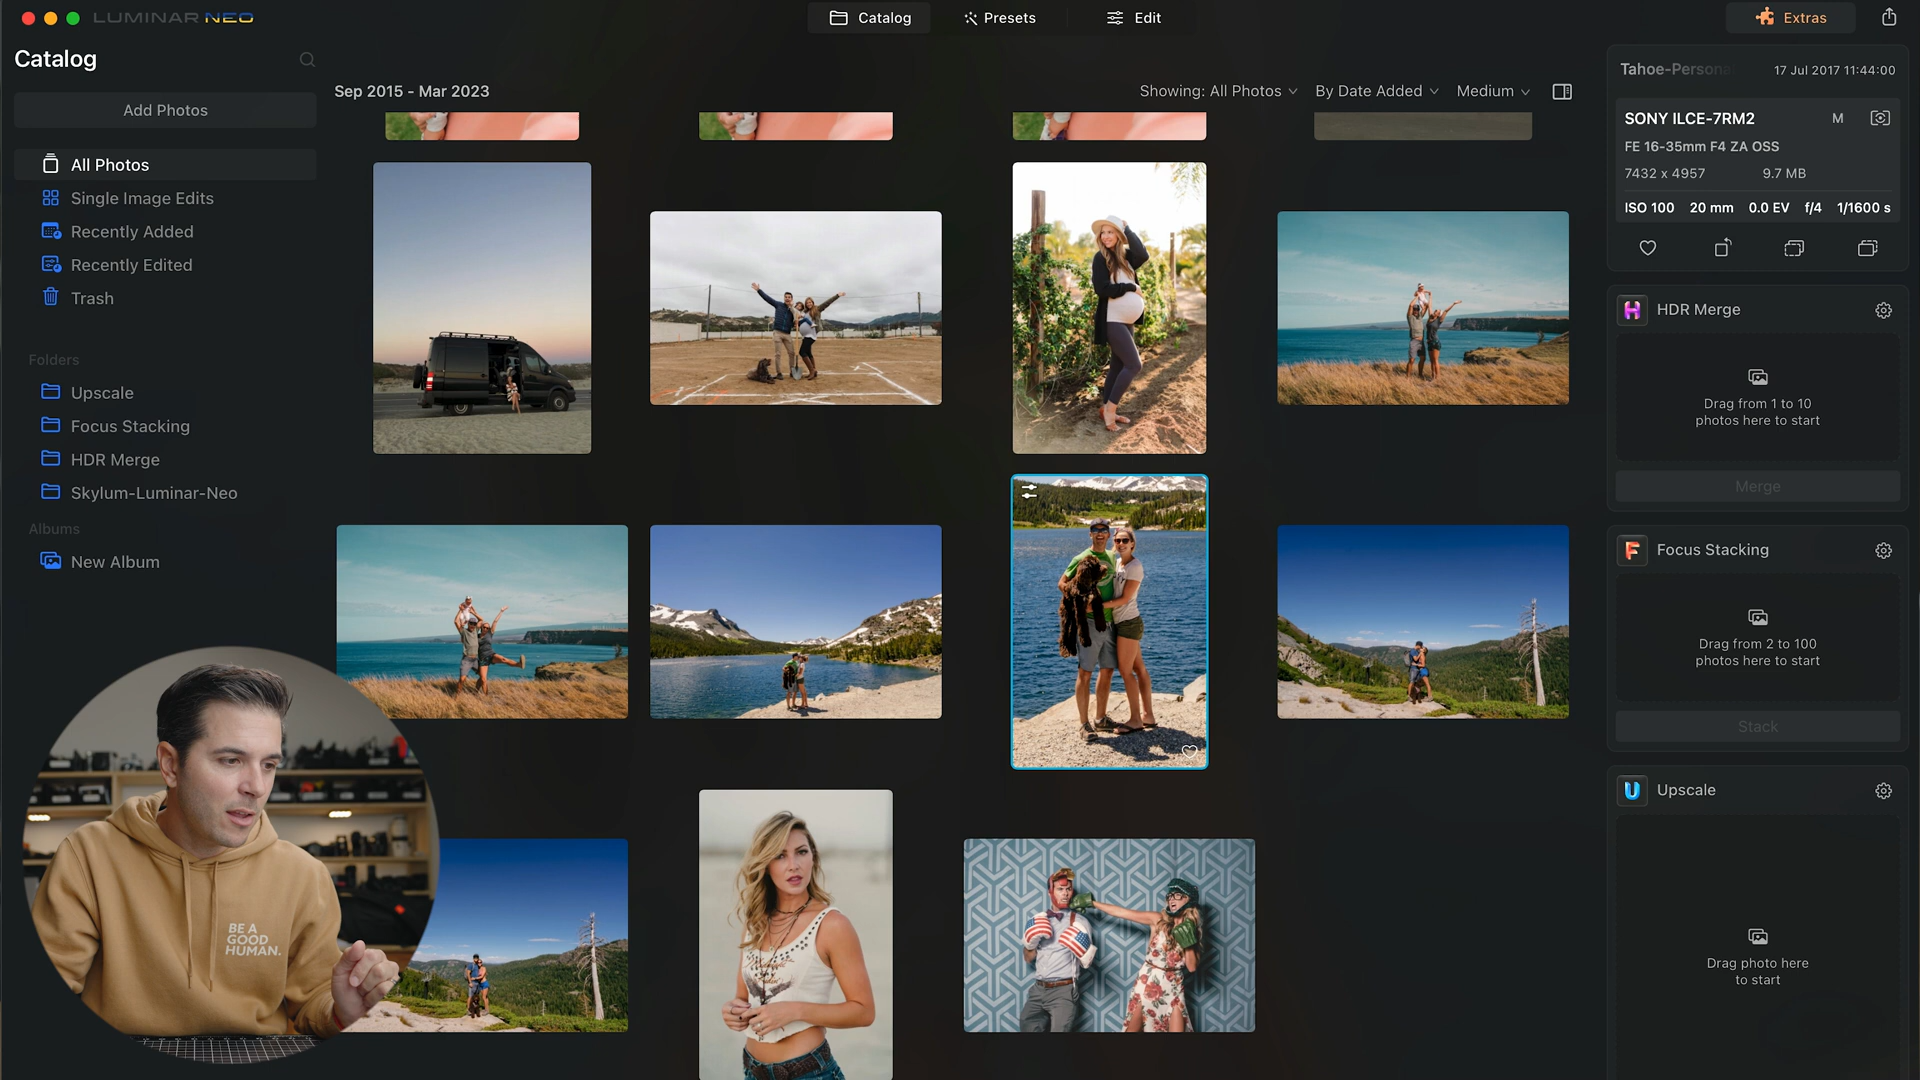 LUMINAR NEO
Catalog
Presets
Edit
Extras
Catalog
Add Photos
Sep 2015 - Mar 2023
Showing: All Photos
By Date Added
Medium
All Photos
Single Image Edits
Recently Added
Recently Edited
Trash
Folders
Upscale
Focus Stacking
HDR Merge
Skylum-Luminar-Neo
Albums
New Album
Tahoe-Persona
17 Jul 2017 11:44:00
SONY ILCE-7RM2
M
FE 16-35mm F4 ZA OSS
7432 x 4957
9.7 MB
ISO 100
20 mm
0.0 EV
f/4
1/1600 s
H
HDR Merge
Drag from 1 to 10
photos here to start
Merge
F
Focus Stacking
Drag from 2 to 100
photos here to start
Stack
U
Upscale
Drag photo here
to start
BE A
GOOD
HUMAN.